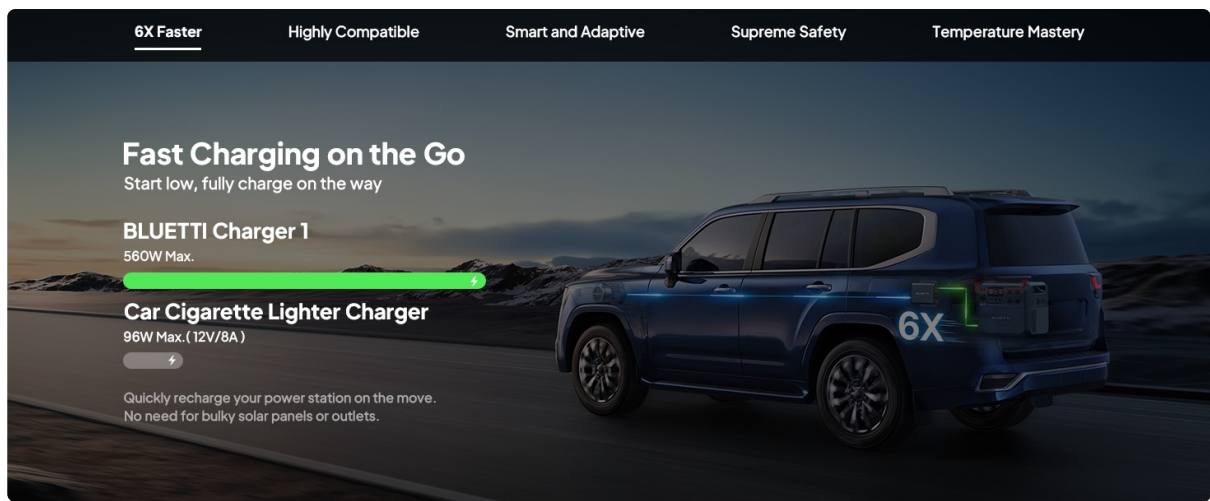 6X Faster
Highly Compatible
Smart and Adaptive
Supreme Safety
Temperature Mastery
Fast Charging on the Go
Start low, fully charge on the way
BLUETTI Charger 1
560W Max.
Car Cigarette Lighter Charger
96W Max.( 12V/8A )
6X
Quickly recharge your power station on the move.
No need for bulky solar panels or outlets.